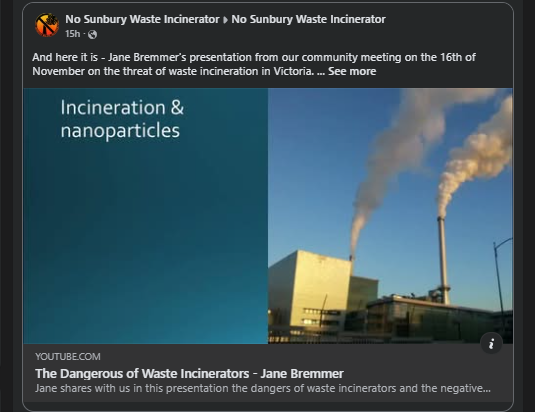 No Sunbury Waste Incinerator ▸ No Sunbury Waste Incinerator
15h ·
And here it is - Jane Bremmer's presentation from our community meeting on the 16th of
November on the threat of waste incineration in Victoria. ... See more
Incineration &
nanoparticles
YOUTUBE.COM
The Dangerous of Waste Incinerators - Jane Bremmer
Jane shares with us in this presentation the dangers of waste incinerators and the negative...